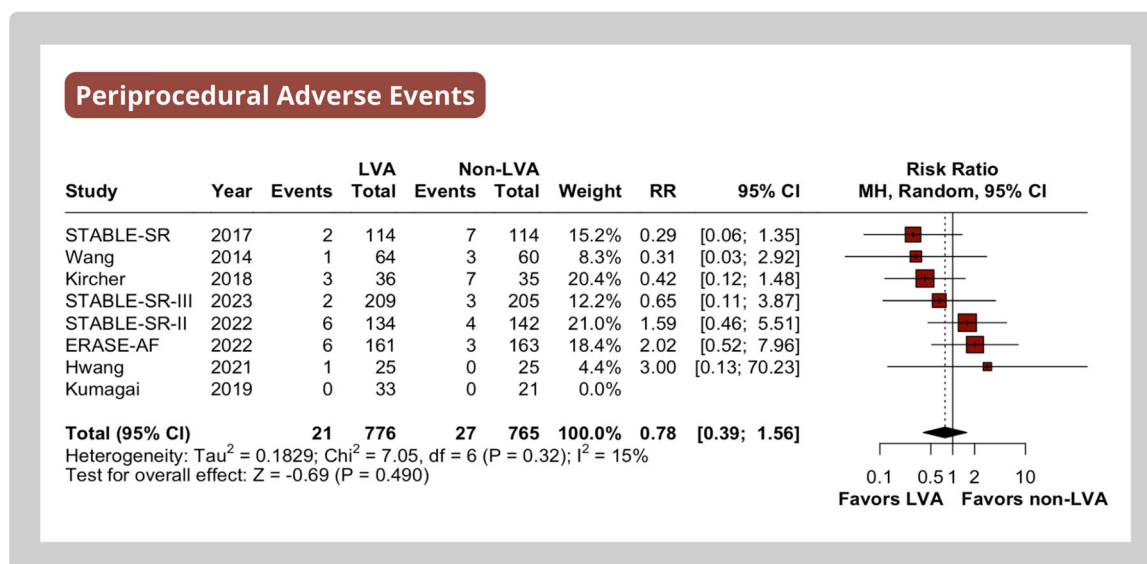 Periprocedural Adverse Events
LVA Non-LVA Risk Ratio
Study Year Events Total Events Total Weight RR 95% CI MH, Random, 95% CI
STABLE-SR 2017 2 114 7 114 15.2% 0.29 [0.06; 1.35]
Wang 2014 1 64 3 60 8.3% 0.31 [0.03; 2.92]
Kircher 2018 3 36 7 35 20.4% 0.42 [0.12; 1.48]
STABLE-SR-III 2023 2 209 3 205 12.2% 0.65 [0.11; 3.87]
STABLE-SR-II 2022 6 134 4 142 21.0% 1.59 [0.46; 5.51]
ERASE-AF 2022 6 161 3 163 18.4% 2.02 [0.52; 7.96]
Hwang 2021 1 25 0 25 4.4% 3.00 [0.13; 70.23]
Kumagai 2019 0 33 0 21 0.0%
Total (95% CI) 21 776 27 765 100.0% 0.78 [0.39; 1.56]
Heterogeneity: Tau² = 0.1829; Chi² = 7.05, df = 6 (P = 0.32); I² = 15%
Test for overall effect: Z = -0.69 (P = 0.490)
0.1 0.5 1 2 10
Favors LVA Favors non-LVA